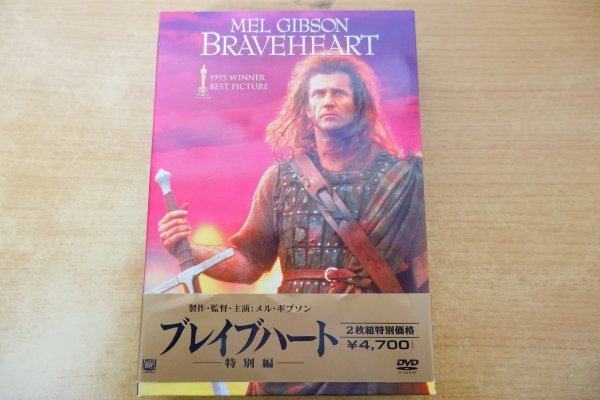 MEL GIBSON
BRAVEHEART
1995 WINNER
BEST PICTURE
製作・監督・主演:メル・ギブソン
ブレイブハート
特別編
2枚組特別価格
¥4,700
DVD
VIDEO